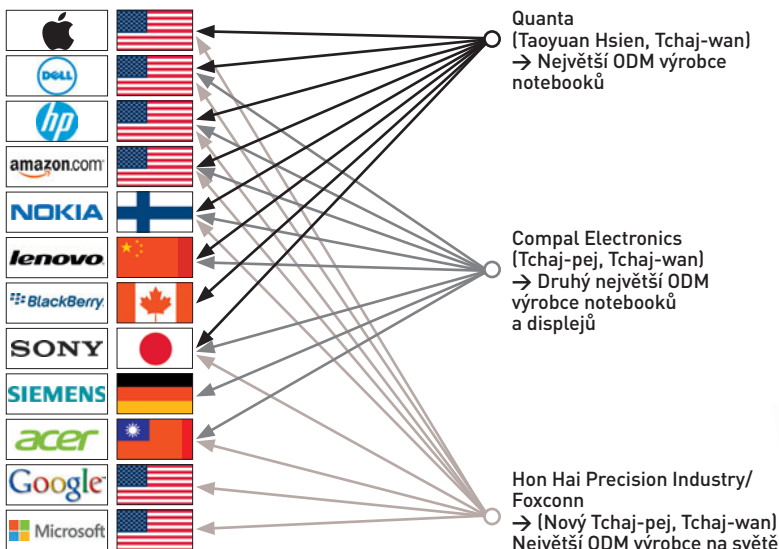 DELL
hp
amazon.com
NOKIA
lenovo
BlackBerry
SONY
SIEMENS
acer
Google
Microsoft
Quanta
(Taoyuan Hsien, Tchaj-wan)
→ Největší ODM výrobce
notebooků
Compal Electronics
(Tchaj-pej, Tchaj-wan)
→ Druhý největší ODM
výrobce notebooků
a displejů
Hon Hai Precision Industry/
Foxconn
→ (Nový Tchaj-pej, Tchaj-wan)
Největší ODM výrobce na světě